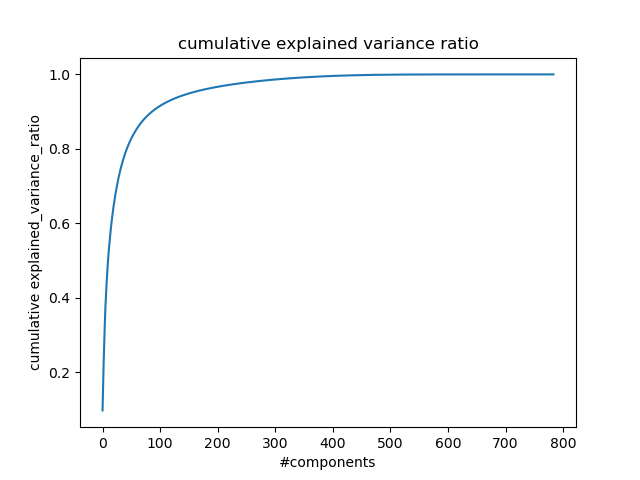 cumulative explained variance ratio
cumulative explained_variance_ratio
1.0
0.8
0.6
0.4
0.2
0 100 200 300 400 500 600 700 800
#components